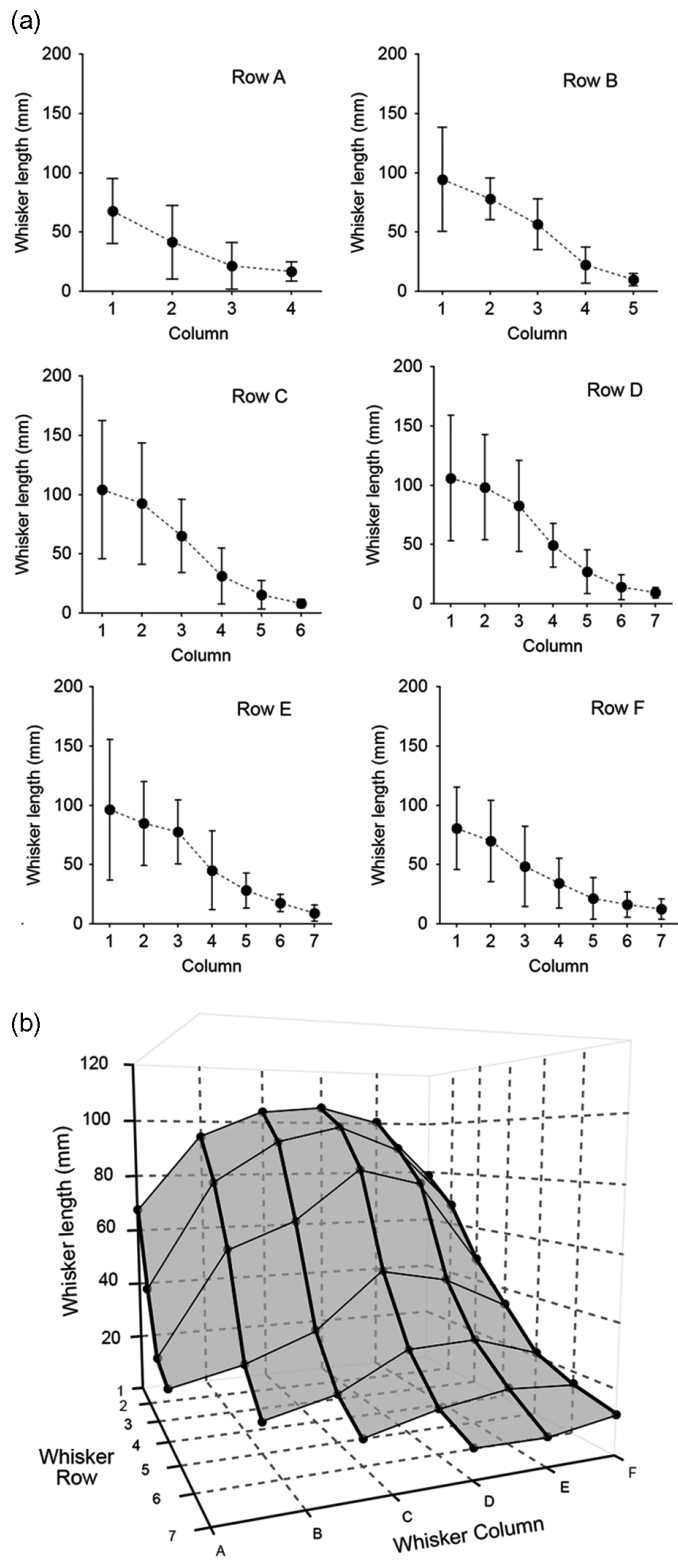 (a)
200
150
100
50
0
Whisker length (mm)
Row A
1 2 3 4
Column
200
150
100
50
0
Whisker length (mm)
Row B
1 2 3 4 5
Column
200
150
100
50
0
Whisker length (mm)
Row C
1 2 3 4 5 6
Column
200
150
100
50
0
Whisker length (mm)
Row D
1 2 3 4 5 6 7
Column
200
150
100
50
0
Whisker length (mm)
Row E
1 2 3 4 5 6 7
Column
200
150
100
50
0
Whisker length (mm)
Row F
1 2 3 4 5 6 7
Column
(b)
120
100
80
60
40
20
Whisker length (mm)
1
2
3
4
5
6
7
Whisker
Row
A
B
C
D
E
F
Whisker Column